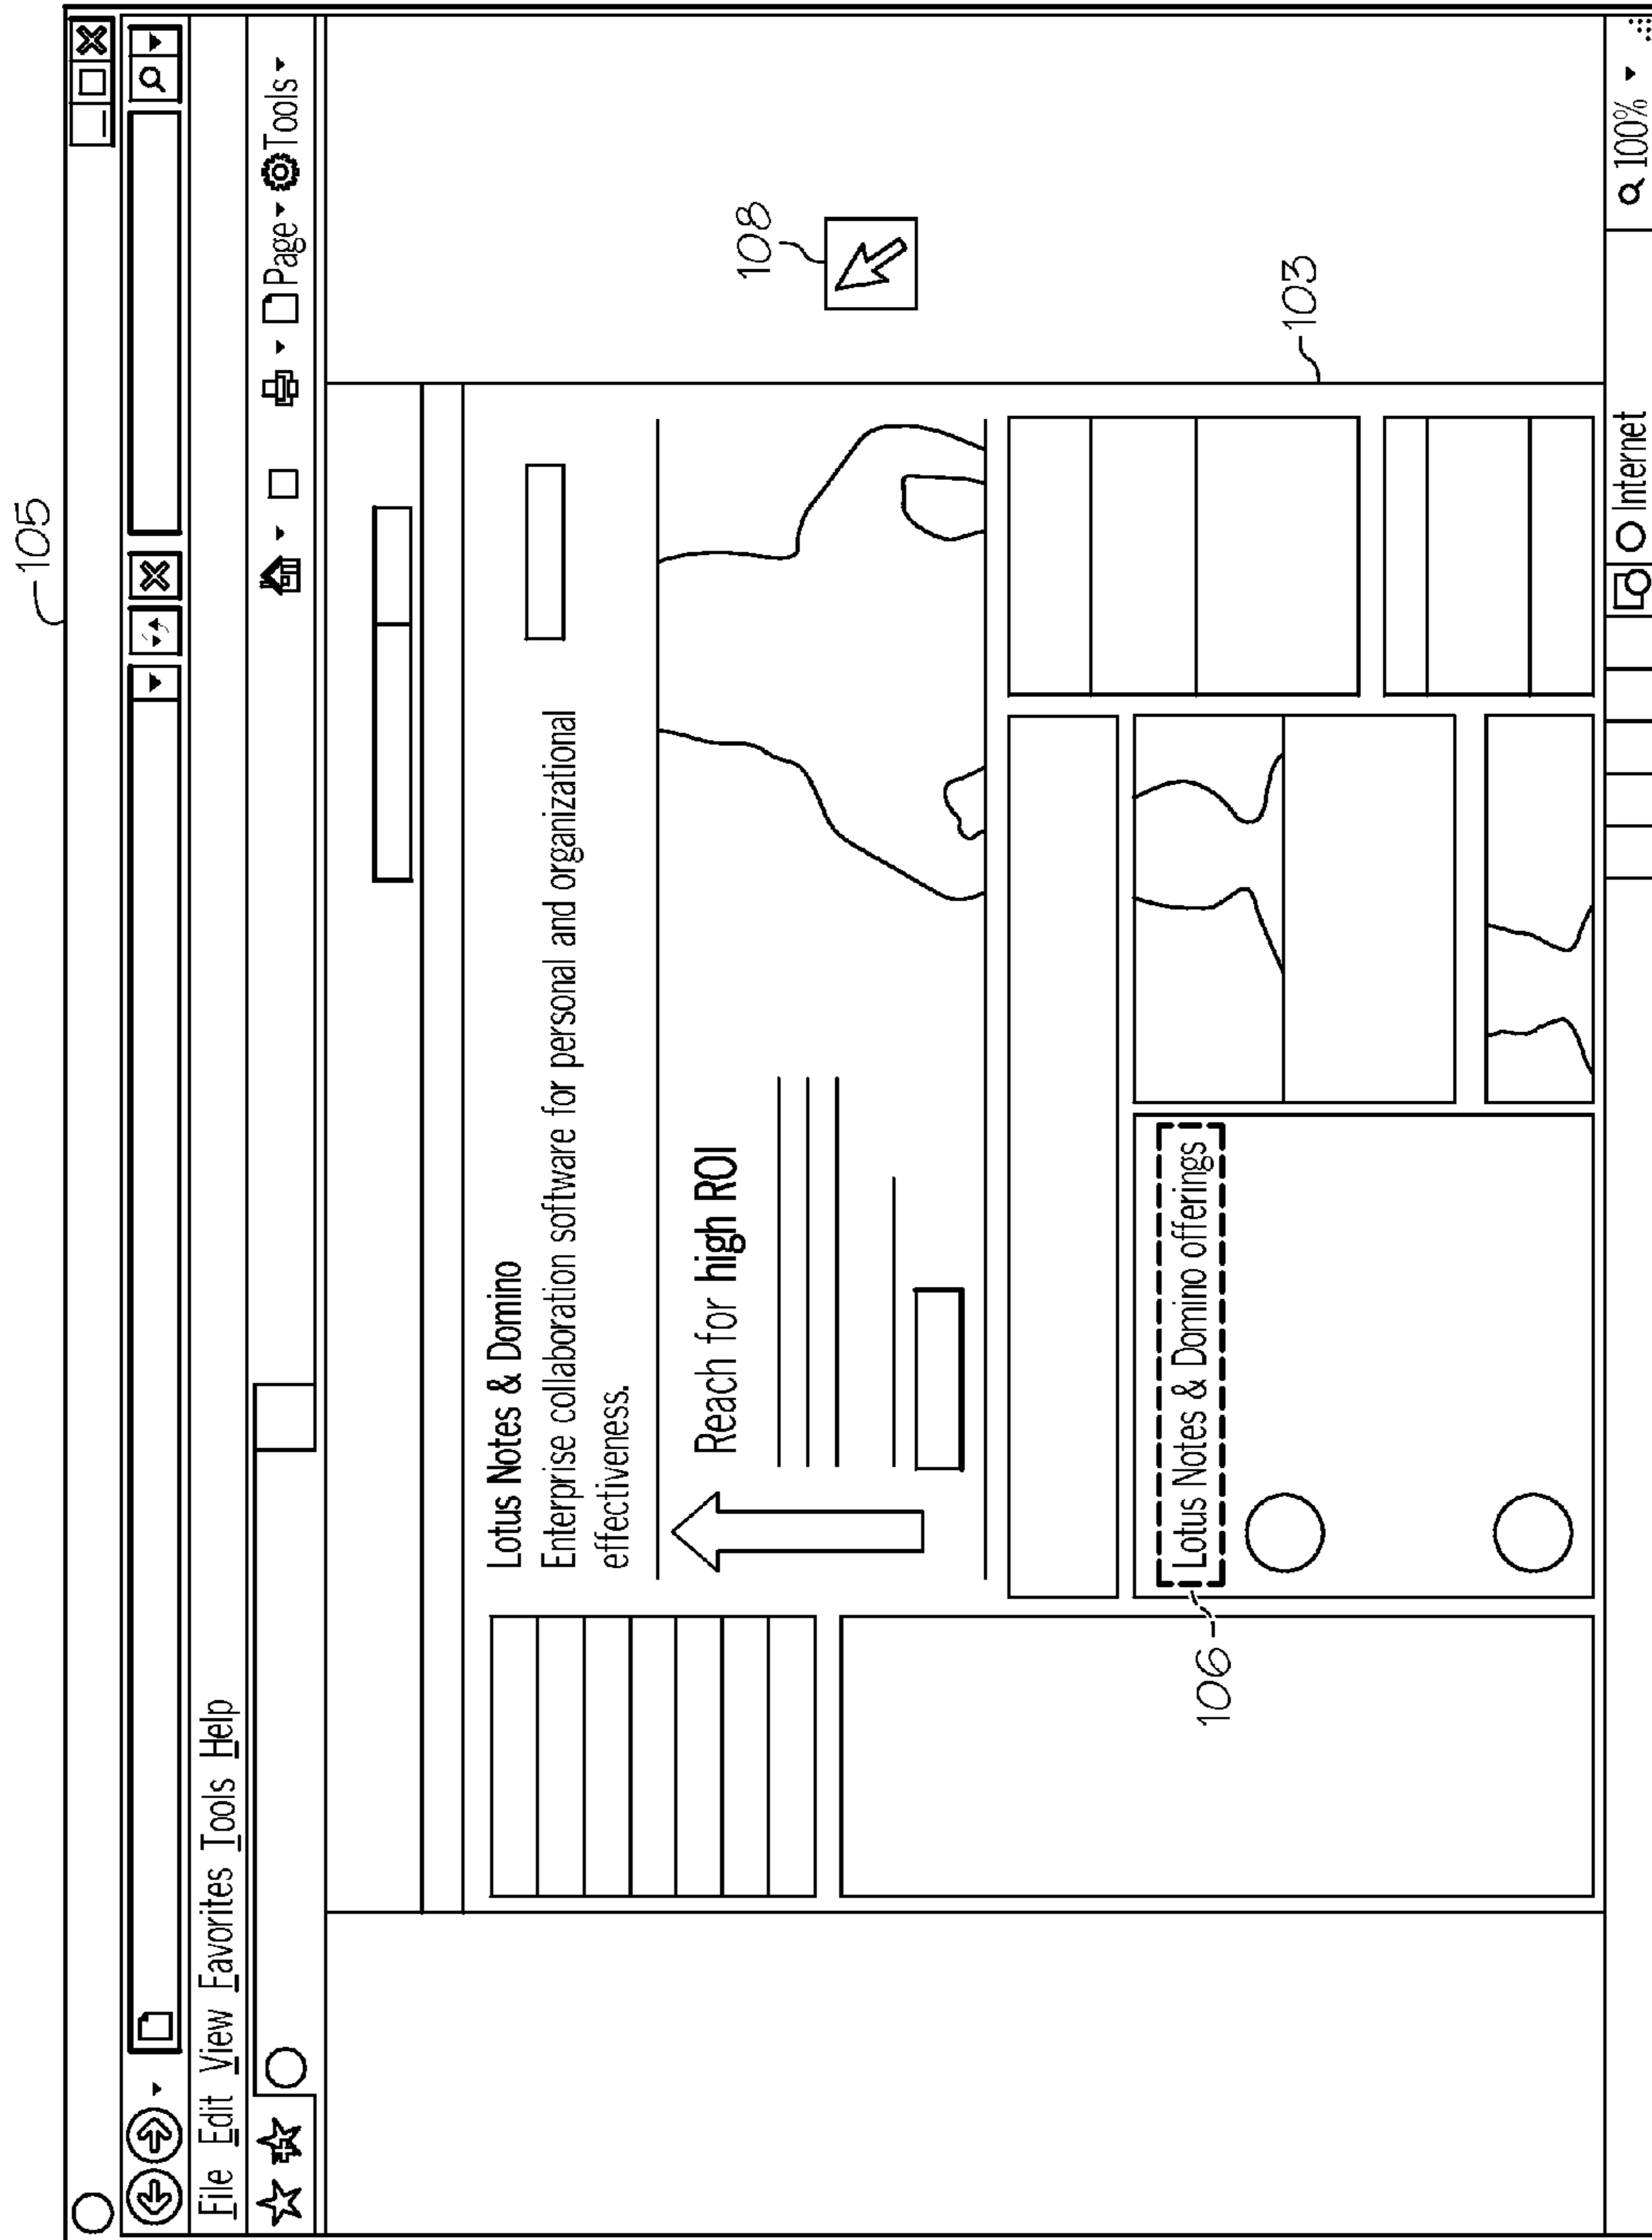 105
File Edit View Favorites Tools Help
Page Tools
Lotus Notes & Domino
Enterprise collaboration software for personal and organizational
effectiveness.
Reach for high ROI
108
103
Lotus Notes & Domino offerings
106
Internet
100%